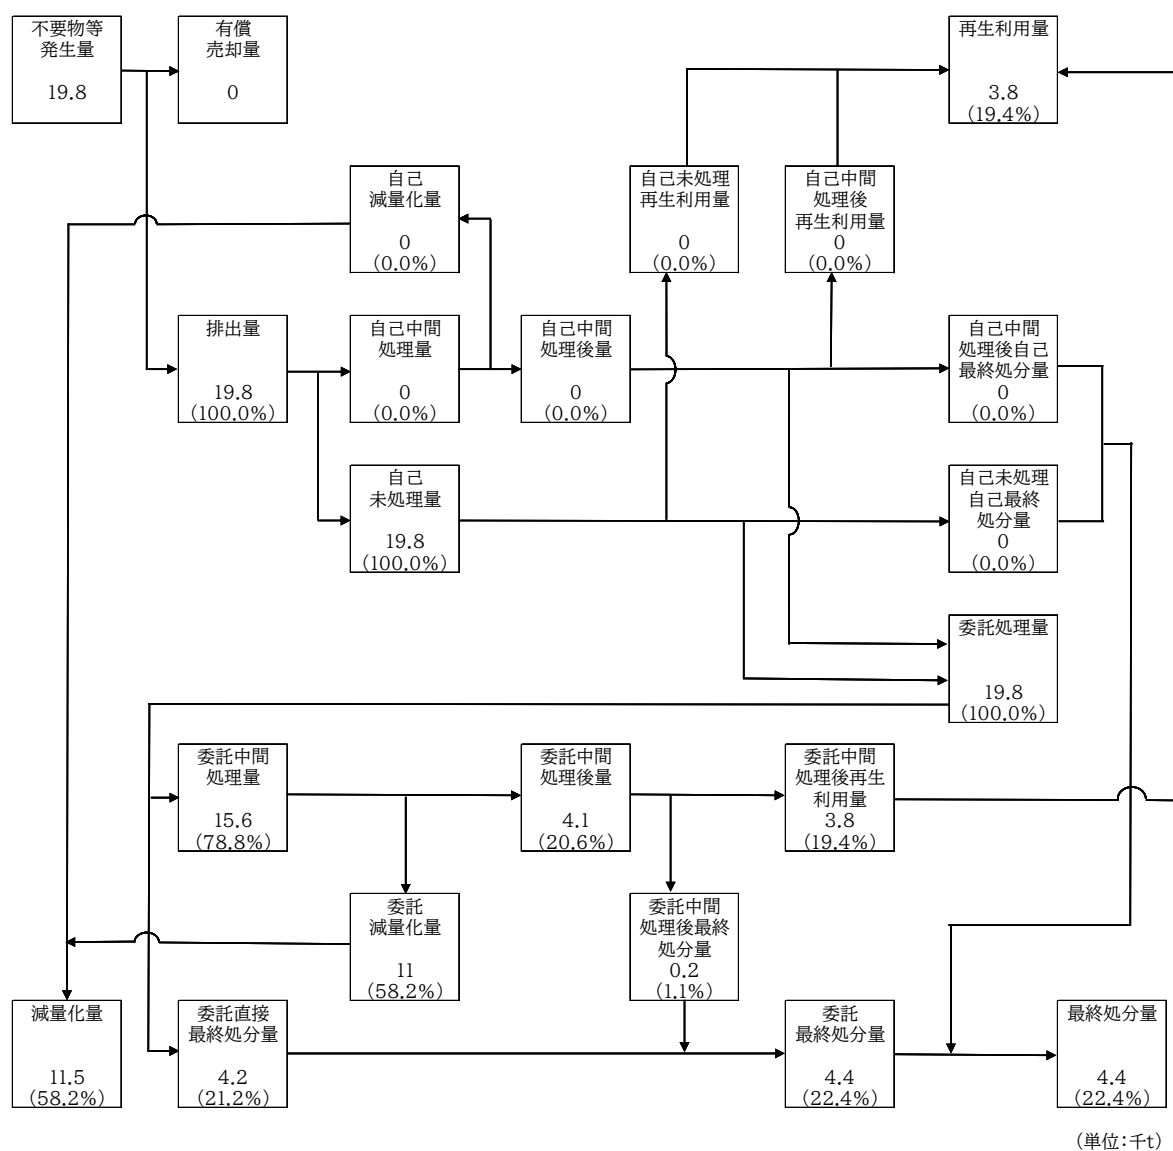 不要物等
発生量
19.8
有償
売却量
0
再生利用量
3.8
(19.4%)
自己
減量化量
0
(0.0%)
自己未処理
再生利用量
0
(0.0%)
自己中間
処理後
再生利用量
0
(0.0%)
排出量
19.8
(100.0%)
自己中間
処理量
0
(0.0%)
自己中間
処理後量
0
(0.0%)
自己中間
処理後自己
最終処分量
0
(0.0%)
自己
未処理量
19.8
(100.0%)
自己未処理
自己最終
処分量
0
(0.0%)
委託処理量
19.8
(100.0%)
委託中間
処理量
15.6
(78.8%)
委託中間
処理後量
4.1
(20.6%)
委託中間
処理後再生
利用量
3.8
(19.4%)
委託
減量化量
11
(58.2%)
委託中間
処理後最終
処分量
0.2
(1.1%)
減量化量
11.5
(58.2%)
委託直接
最終処分量
4.2
(21.2%)
委託
最終処分量
4.4
(22.4%)
最終処分量
4.4
(22.4%)
(単位:千t)